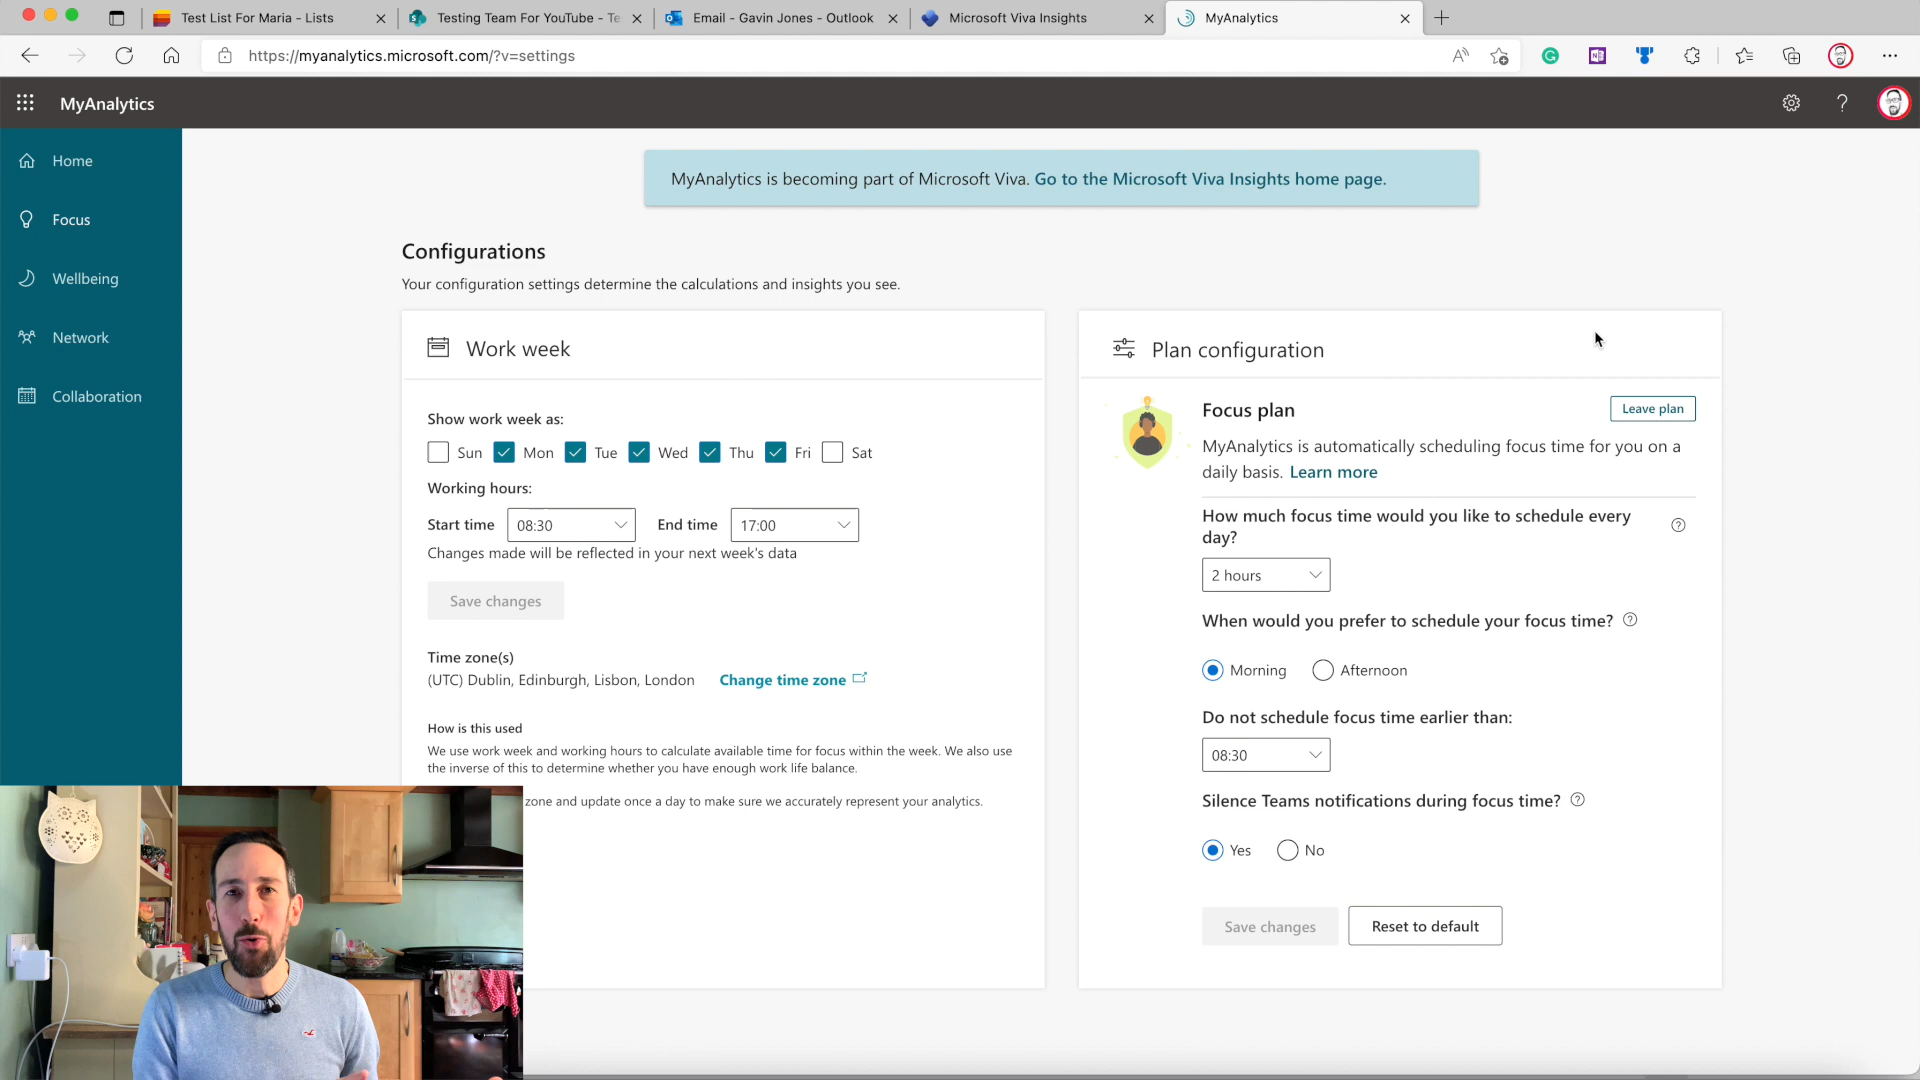 Test List For Maria - Lists
Testing Team For YouTube - Te
Email - Gavin Jones - Outlook
Microsoft Viva Insights
MyAnalytics
https://myanalytics.microsoft.com/?v=settings
MyAnalytics
Home
Focus
Wellbeing
Network
Collaboration
MyAnalytics is becoming part of Microsoft Viva. Go to the Microsoft Viva Insights home page.
Configurations
Your configuration settings determine the calculations and insights you see.
Work week
Show work week as:
Sun Mon Tue Wed Thu Fri Sat
Working hours:
Start time 08:30 End time 17:00
Changes made will be reflected in your next week's data
Save changes
Time zone(s)
(UTC) Dublin, Edinburgh, Lisbon, London Change time zone
How is this used
We use work week and working hours to calculate available time for focus within the week. We also use
the inverse of this to determine whether you have enough work life balance.
zone and update once a day to make sure we accurately represent your analytics.
Plan configuration
Focus plan
Leave plan
MyAnalytics is automatically scheduling focus time for you on a
daily basis. Learn more
How much focus time would you like to schedule every
day?
2 hours
When would you prefer to schedule your focus time?
Morning Afternoon
Do not schedule focus time earlier than:
08:30
Silence Teams notifications during focus time?
Yes No
Save changes Reset to default